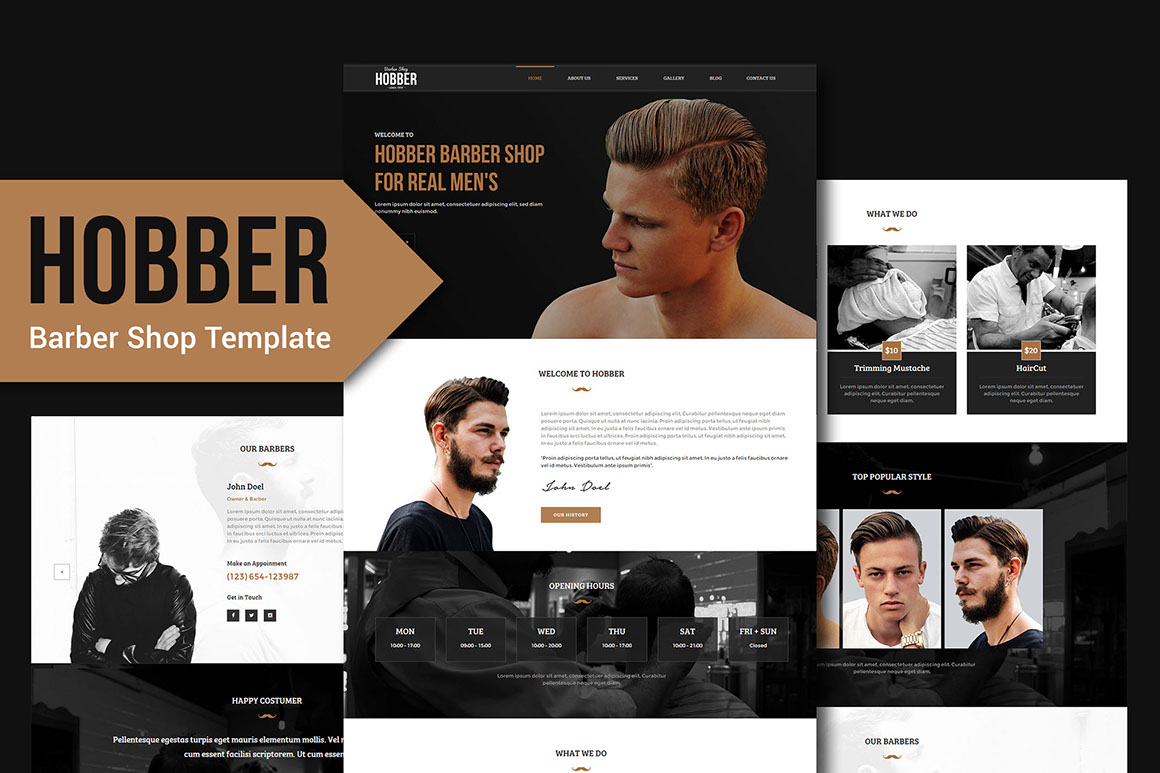 HOBBER
Barber Shop Template
Barber Shop
HOBBER
HOME
ABOUT US
SERVICES
GALLERY
BLOG
CONTACT US
WELCOME TO
HOBBER BARBER SHOP
FOR REAL MEN'S
Lorem ipsum dolor sit amet, consectetuer adipiscing elit, sed diam
nonummy nibh euismod.
WELCOME TO HOBBER
Lorem ipsum dolor sit amet, consectetur adipiscing elit. Curabitur pellentesque neque eget diam
posuere porta. Quisque ut nulla at nunc lacinia. Proin adipiscing porta tellus, ut feugiat nibh
adipiscing sit amet. In eu justo a felis faucibus ornare vel id metus. Vestibulum ante ipsum primis
in faucibus orci luctus et ultrices. Proin adipiscing porta tellus, ut feugiat nibh adipiscing sit amet.
In eu justo a felis faucibus ornare vel id metus.
"Proin adipiscing porta tellus, ut feugiat nibh adipiscing sit amet. In eu justo a felis faucibus ornare
vel id metus. Vestibulum ante ipsum primis".
John Doel
OUR HISTORY
OPENING HOURS
MON
10:00 - 17:00
TUE
09:00 - 15:00
WED
10:00 - 20:00
THU
10:00 - 17:00
SAT
10:00 - 21:00
FRI + SUN
Closed
Lorem ipsum dolor sit amet, consectetuer adipiscing elit. Curabitur
pellentesque neque eget diam.
WHAT WE DO
OUR BARBERS
John Doel
Owner & Barber
Lorem ipsum dolor sit amet, consectetur
posuere porta. Quisque ut nulla at nunc lacinia.
adipiscing sit amet. In eu justo a felis faucibus
in faucibus orci luctus et ultrices. Proin
adipiscing sit amet. In eu justo a felis
Make an Appoinment
(123) 654-123987
Get in Touch
HAPPY COSTUMER
Pellentesque egestas turpis eget mauris elementum mollis. Vel
cum essent facilisi scriptorem. Ut cum essen
WHAT WE DO
$10
Trimming Mustache
Lorem ipsum dolor sit amet, consectetuer
adipiscing elit. Curabitur pellentesque
neque eget diam.
$20
HairCut
Lorem ipsum dolor sit amet, consectetuer
adipiscing elit. Curabitur pellentesque
neque eget diam.
TOP POPULAR STYLE
ipsum dolor sit amet, consectetuer adipiscing elit. Curabitur
pellentesque neque eget diam.
OUR BARBERS